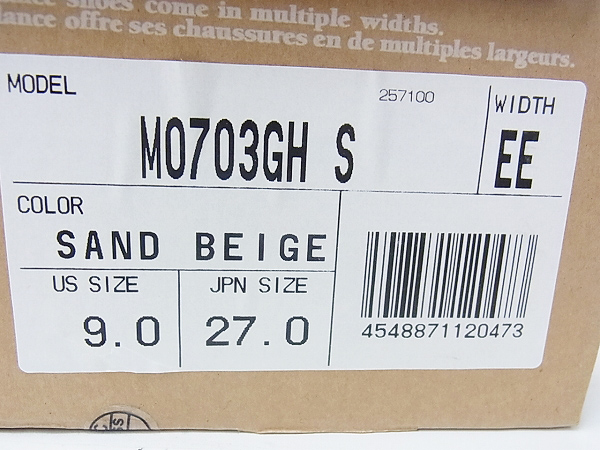 shoes come in multiple widths.
lance offre ses chaussures en de multiples largeurs.
MODEL
257100
WIDTH
M0703GH S
EE
COLOR
SAND BEIGE
US SIZE
JPN SIZE
9.0
27.0
4548871120473